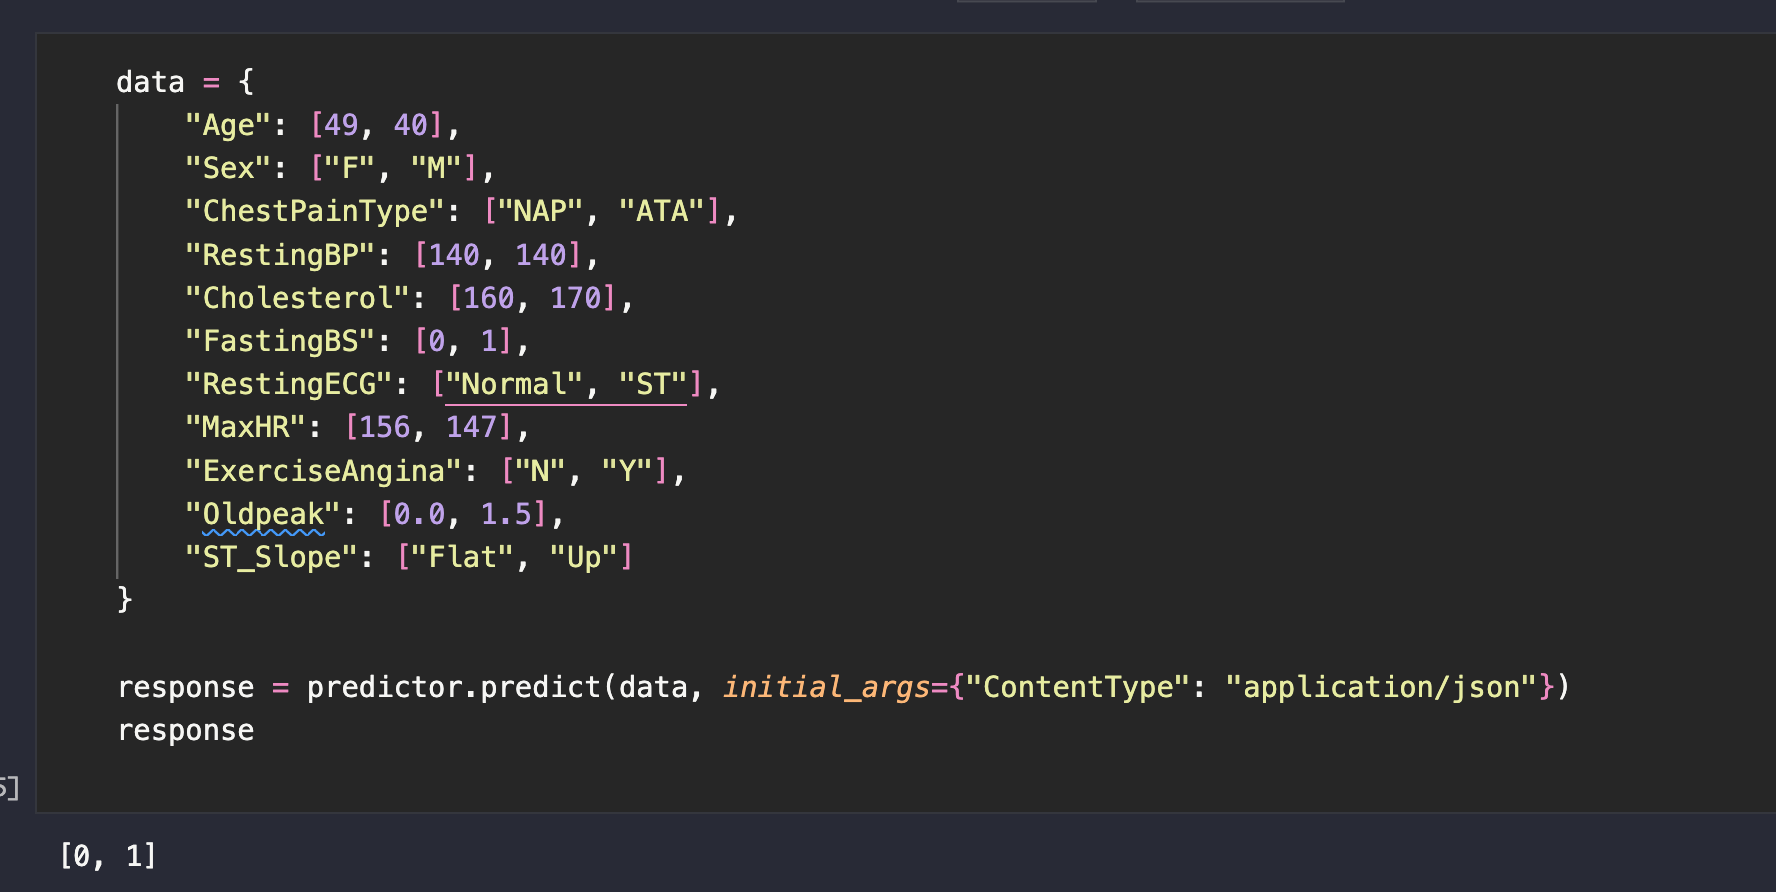 data = {
    "Age": [49, 40],
    "Sex": ["F", "M"],
    "ChestPainType": ["NAP", "ATA"],
    "RestingBP": [140, 140],
    "Cholesterol": [160, 170],
    "FastingBS": [0, 1],
    "RestingECG": ["Normal", "ST"],
    "MaxHR": [156, 147],
    "ExerciseAngina": ["N", "Y"],
    "Oldpeak": [0.0, 1.5],
    "ST_Slope": ["Flat", "Up"]
}
response = predictor.predict(data, initial_args={"ContentType": "application/json"})
response
5]
[0, 1]